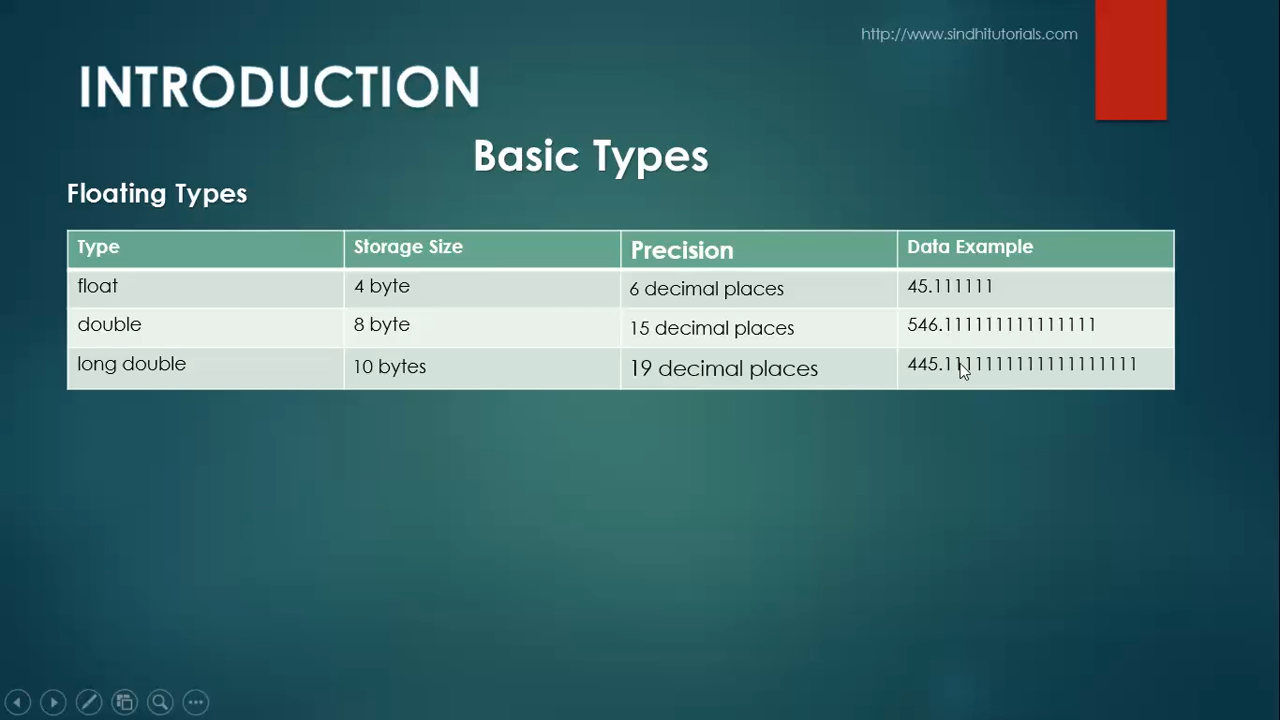 http://www.sindhitutorials.com
INTRODUCTION
Basic Types
Floating Types
Type Storage Size Precision Data Example
float 4 byte 6 decimal places 45.111111
double 8 byte 15 decimal places 546.111111111111111
long double 10 bytes 19 decimal places 445.1111111111111111111